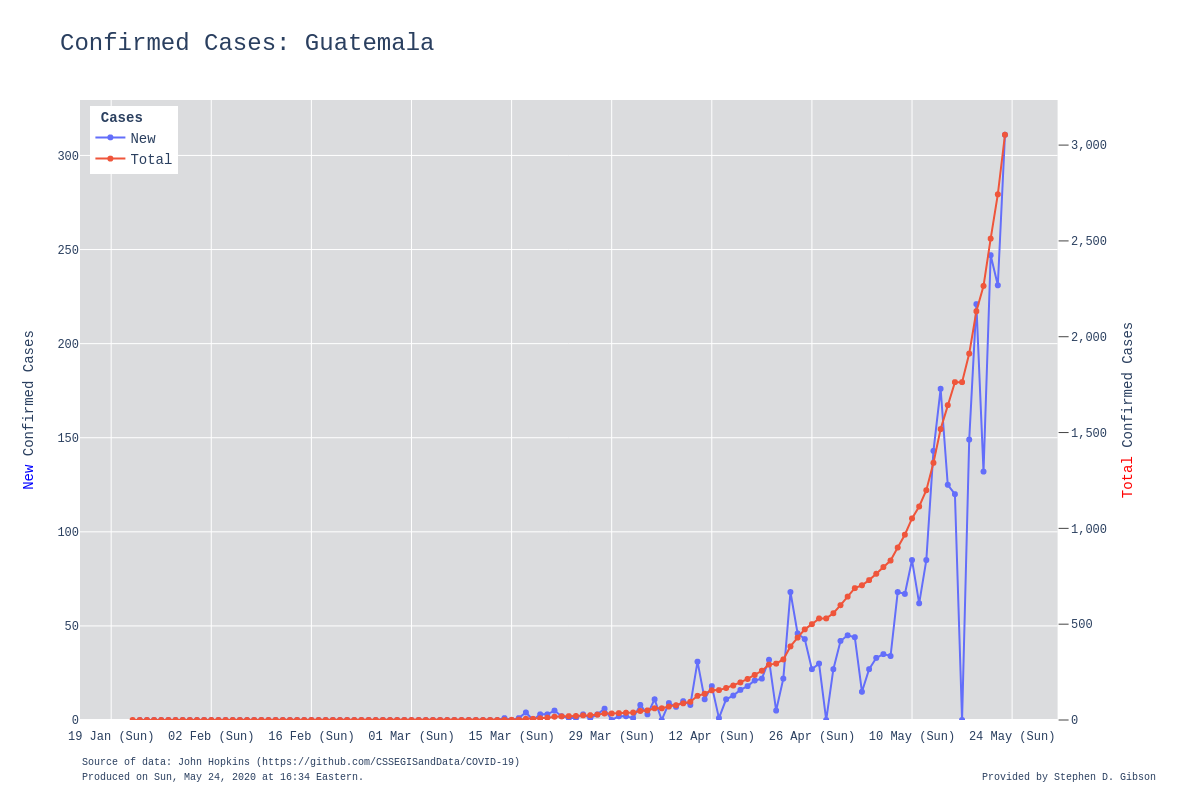 Confirmed Cases: Guatemala
Cases
New
Total
300
250
200
150
100
50
0
3,000
2,500
2,000
1,500
1,000
500
0
New Confirmed Cases
Total Confirmed Cases
19 Jan (Sun) 02 Feb (Sun) 16 Feb (Sun) 01 Mar (Sun) 15 Mar (Sun) 29 Mar (Sun) 12 Apr (Sun) 26 Apr (Sun) 10 May (Sun) 24 May (Sun)
Source of data: John Hopkins (https://github.com/CSSEGISandData/COVID-19)
Produced on Sun, May 24, 2020 at 16:34 Eastern.
Provided by Stephen D. Gibson